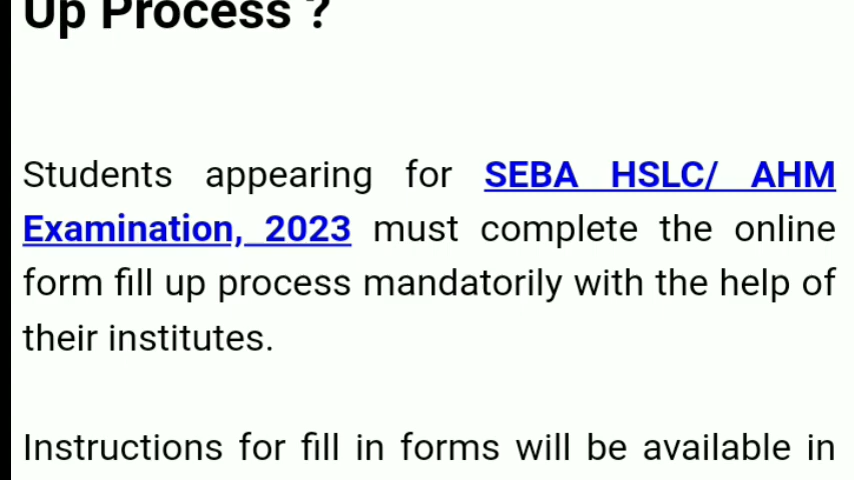 Up Process ?
Students appearing for SEBA HSLC/ AHM
Examination, 2023 must complete the online
form fill up process mandatorily with the help of
their institutes.
Instructions for fill in forms will be available in